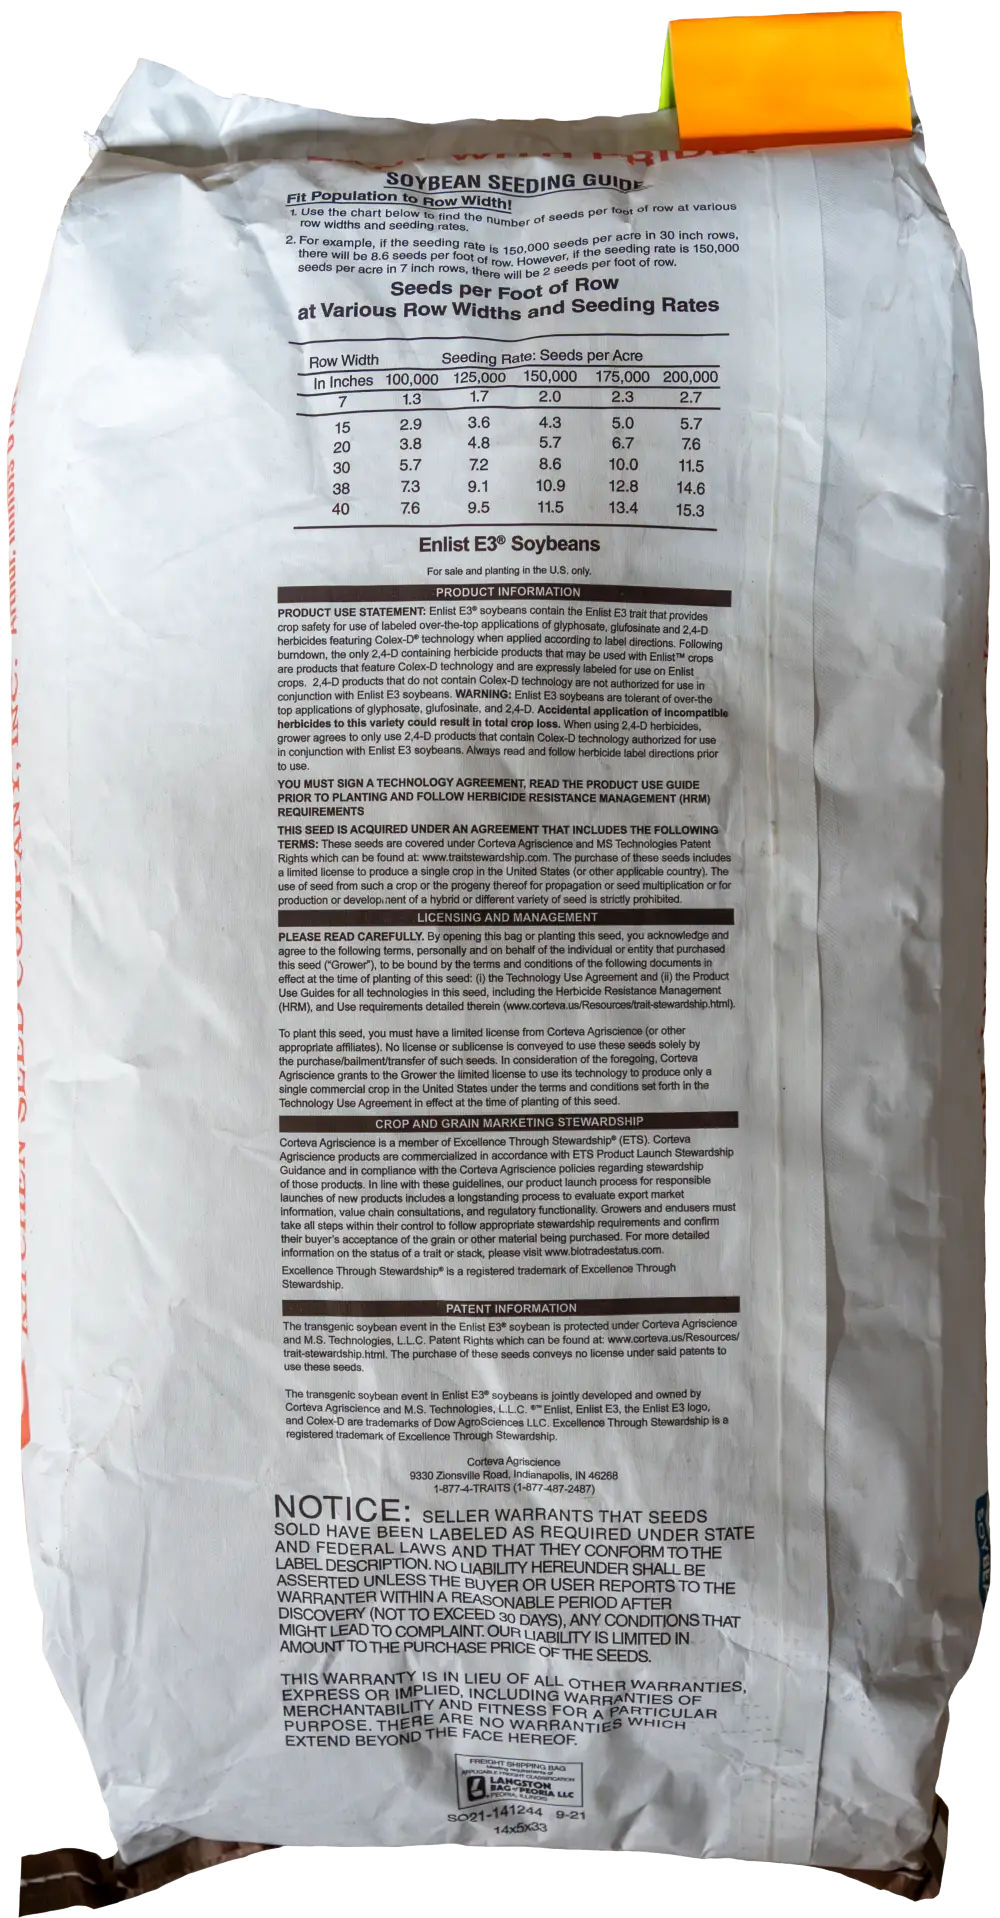 WITH PRIDE
SOYBEAN SEEDING GUIDE
Fit Population to Row Width!
1. Use the chart below to find the number of seeds per foot of row at various
row widths and seeding rates.
2. For example, if the seeding rate is 150,000 seeds per acre in 30 inch rows,
there will be 8.6 seeds per foot of row. However, if the seeding rate is 150,000
seeds per acre in 7 inch rows, there will be 2 seeds per foot of row.
Seeds per Foot of Row
at Various Row Widths and Seeding Rates
Row Width Seeding Rate: Seeds per Acre
In Inches 100,000 125,000 150,000 175,000 200,000
7 1.3 1.7 2.0 2.3 2.7
15 2.9 3.6 4.3 5.0 5.7
20 3.8 4.8 5.7 6.7 7.6
30 5.7 7.2 8.6 10.0 11.5
38 7.3 9.1 10.9 12.8 14.6
40 7.6 9.5 11.5 13.4 15.3
Enlist E3® Soybeans
For sale and planting in the U.S. only.
PRODUCT INFORMATION
PRODUCT USE STATEMENT: Enlist E3® soybeans contain the Enlist E3 trait that provides
crop safety for use of labeled over-the-top applications of glyphosate, glufosinate and 2,4-D
herbicides featuring Colex-D® technology when applied according to label directions. Following
burndown, the only 2,4-D containing herbicide products that may be used with Enlist™ crops
are products that feature Colex-D technology and are expressly labeled for use on Enlist
crops. 2,4-D products that do not contain Colex-D technology are not authorized for use in
conjunction with Enlist E3 soybeans. WARNING: Enlist E3 soybeans are tolerant of over-the
top applications of glyphosate, glufosinate, and 2,4-D. Accidental application of incompatible
herbicides to this variety could result in total crop loss. When using 2,4-D herbicides,
grower agrees to only use 2,4-D products that contain Colex-D technology authorized for use
in conjunction with Enlist E3 soybeans. Always read and follow herbicide label directions prior
to use.
YOU MUST SIGN A TECHNOLOGY AGREEMENT, READ THE PRODUCT USE GUIDE
PRIOR TO PLANTING AND FOLLOW HERBICIDE RESISTANCE MANAGEMENT (HRM)
REQUIREMENTS
THIS SEED IS ACQUIRED UNDER AN AGREEMENT THAT INCLUDES THE FOLLOWING
TERMS: These seeds are covered under Corteva Agriscience and MS Technologies Patent
Rights which can be found at: www.traitstewardship.com. The purchase of these seeds includes
a limited license to produce a single crop in the United States (or other applicable country). The
use of seed from such a crop or the progeny thereof for propagation or seed multiplication or for
production or development of a hybrid or different variety of seed is strictly prohibited.
LICENSING AND MANAGEMENT
PLEASE READ CAREFULLY. By opening this bag or planting this seed, you acknowledge and
agree to the following terms, personally and on behalf of the individual or entity that purchased
this seed ("Grower"), to be bound by the terms and conditions of the following documents in
effect at the time of planting of this seed: (i) the Technology Use Agreement and (ii) the Product
Use Guides for all technologies in this seed, including the Herbicide Resistance Management
(HRM), and Use requirements detailed therein (www.corteva.us/Resources/trait-stewardship.html).
To plant this seed, you must have a limited license from Corteva Agriscience (or other
appropriate affiliates). No license or sublicense is conveyed to use these seeds solely by
the purchase/bailment/transfer of such seeds. In consideration of the foregoing, Corteva
Agriscience grants to the Grower the limited license to use its technology to produce only a
single commercial crop in the United States under the terms and conditions set forth in the
Technology Use Agreement in effect at the time of planting of this seed.
CROP AND GRAIN MARKETING STEWARDSHIP
Corteva Agriscience is a member of Excellence Through Stewardship® (ETS). Corteva
Agriscience products are commercialized in accordance with ETS Product Launch Stewardship
Guidance and in compliance with the Corteva Agriscience policies regarding stewardship
of those products. In line with these guidelines, our product launch process for responsible
launches of new products includes a longstanding process to evaluate export market
information, value chain consultations, and regulatory functionality. Growers and endusers must
take all steps within their control to follow appropriate stewardship requirements and confirm
their buyer's acceptance of the grain or other material being purchased. For more detailed
information on the status of a trait or stack, please visit www.biotradestatus.com.
Excellence Through Stewardship® is a registered trademark of Excellence Through
Stewardship.
PATENT INFORMATION
The transgenic soybean event in the Enlist E3® soybean is protected under Corteva Agriscience
and M.S. Technologies, L.L.C. Patent Rights which can be found at: www.corteva.us/Resources/
trait-stewardship.html. The purchase of these seeds conveys no license under said patents to
use these seeds.
The transgenic soybean event in Enlist E3® soybeans is jointly developed and owned by
Corteva Agriscience and M.S. Technologies, L.L.C. ®™ Enlist, Enlist E3, the Enlist E3 logo,
and Colex-D are trademarks of Dow AgroSciences LLC. Excellence Through Stewardship is a
registered trademark of Excellence Through Stewardship.
Corteva Agriscience
9330 Zionsville Road, Indianapolis, IN 46268
1-877-4-TRAITS (1-877-487-2487)
NOTICE: SELLER WARRANTS THAT SEEDS
SOLD HAVE BEEN LABELED AS REQUIRED UNDER STATE
AND FEDERAL LAWS AND THAT THEY CONFORM TO THE
LABEL DESCRIPTION. NO LIABILITY HEREUNDER SHALL BE
ASSERTED UNLESS THE BUYER OR USER REPORTS TO THE
WARRANTER WITHIN A REASONABLE PERIOD AFTER
DISCOVERY (NOT TO EXCEED 30 DAYS), ANY CONDITIONS THAT
MIGHT LEAD TO COMPLAINT. OUR LIABILITY IS LIMITED IN
AMOUNT TO THE PURCHASE PRICE OF THE SEEDS.
THIS WARRANTY IS IN LIEU OF ALL OTHER WARRANTIES,
EXPRESS OR IMPLIED, INCLUDING WARRANTIES OF
MERCHANTABILITY AND FITNESS FOR A PARTICULAR
PURPOSE. THERE ARE NO WARRANTIES WHICH
EXTEND BEYOND THE FACE HEREOF.
FREIGHT SHIPPING BAG
Meeting requirements of
APPLICABLE FREIGHT CLASSIFICATION
LANGSTON
BAG of PEORIA LLC
PEORIA, ILLINOIS
SO21-141244 9-21
14x5x33
KITCHEN SEED COMPANY, INC. Arthur, Illinois
SOYBE